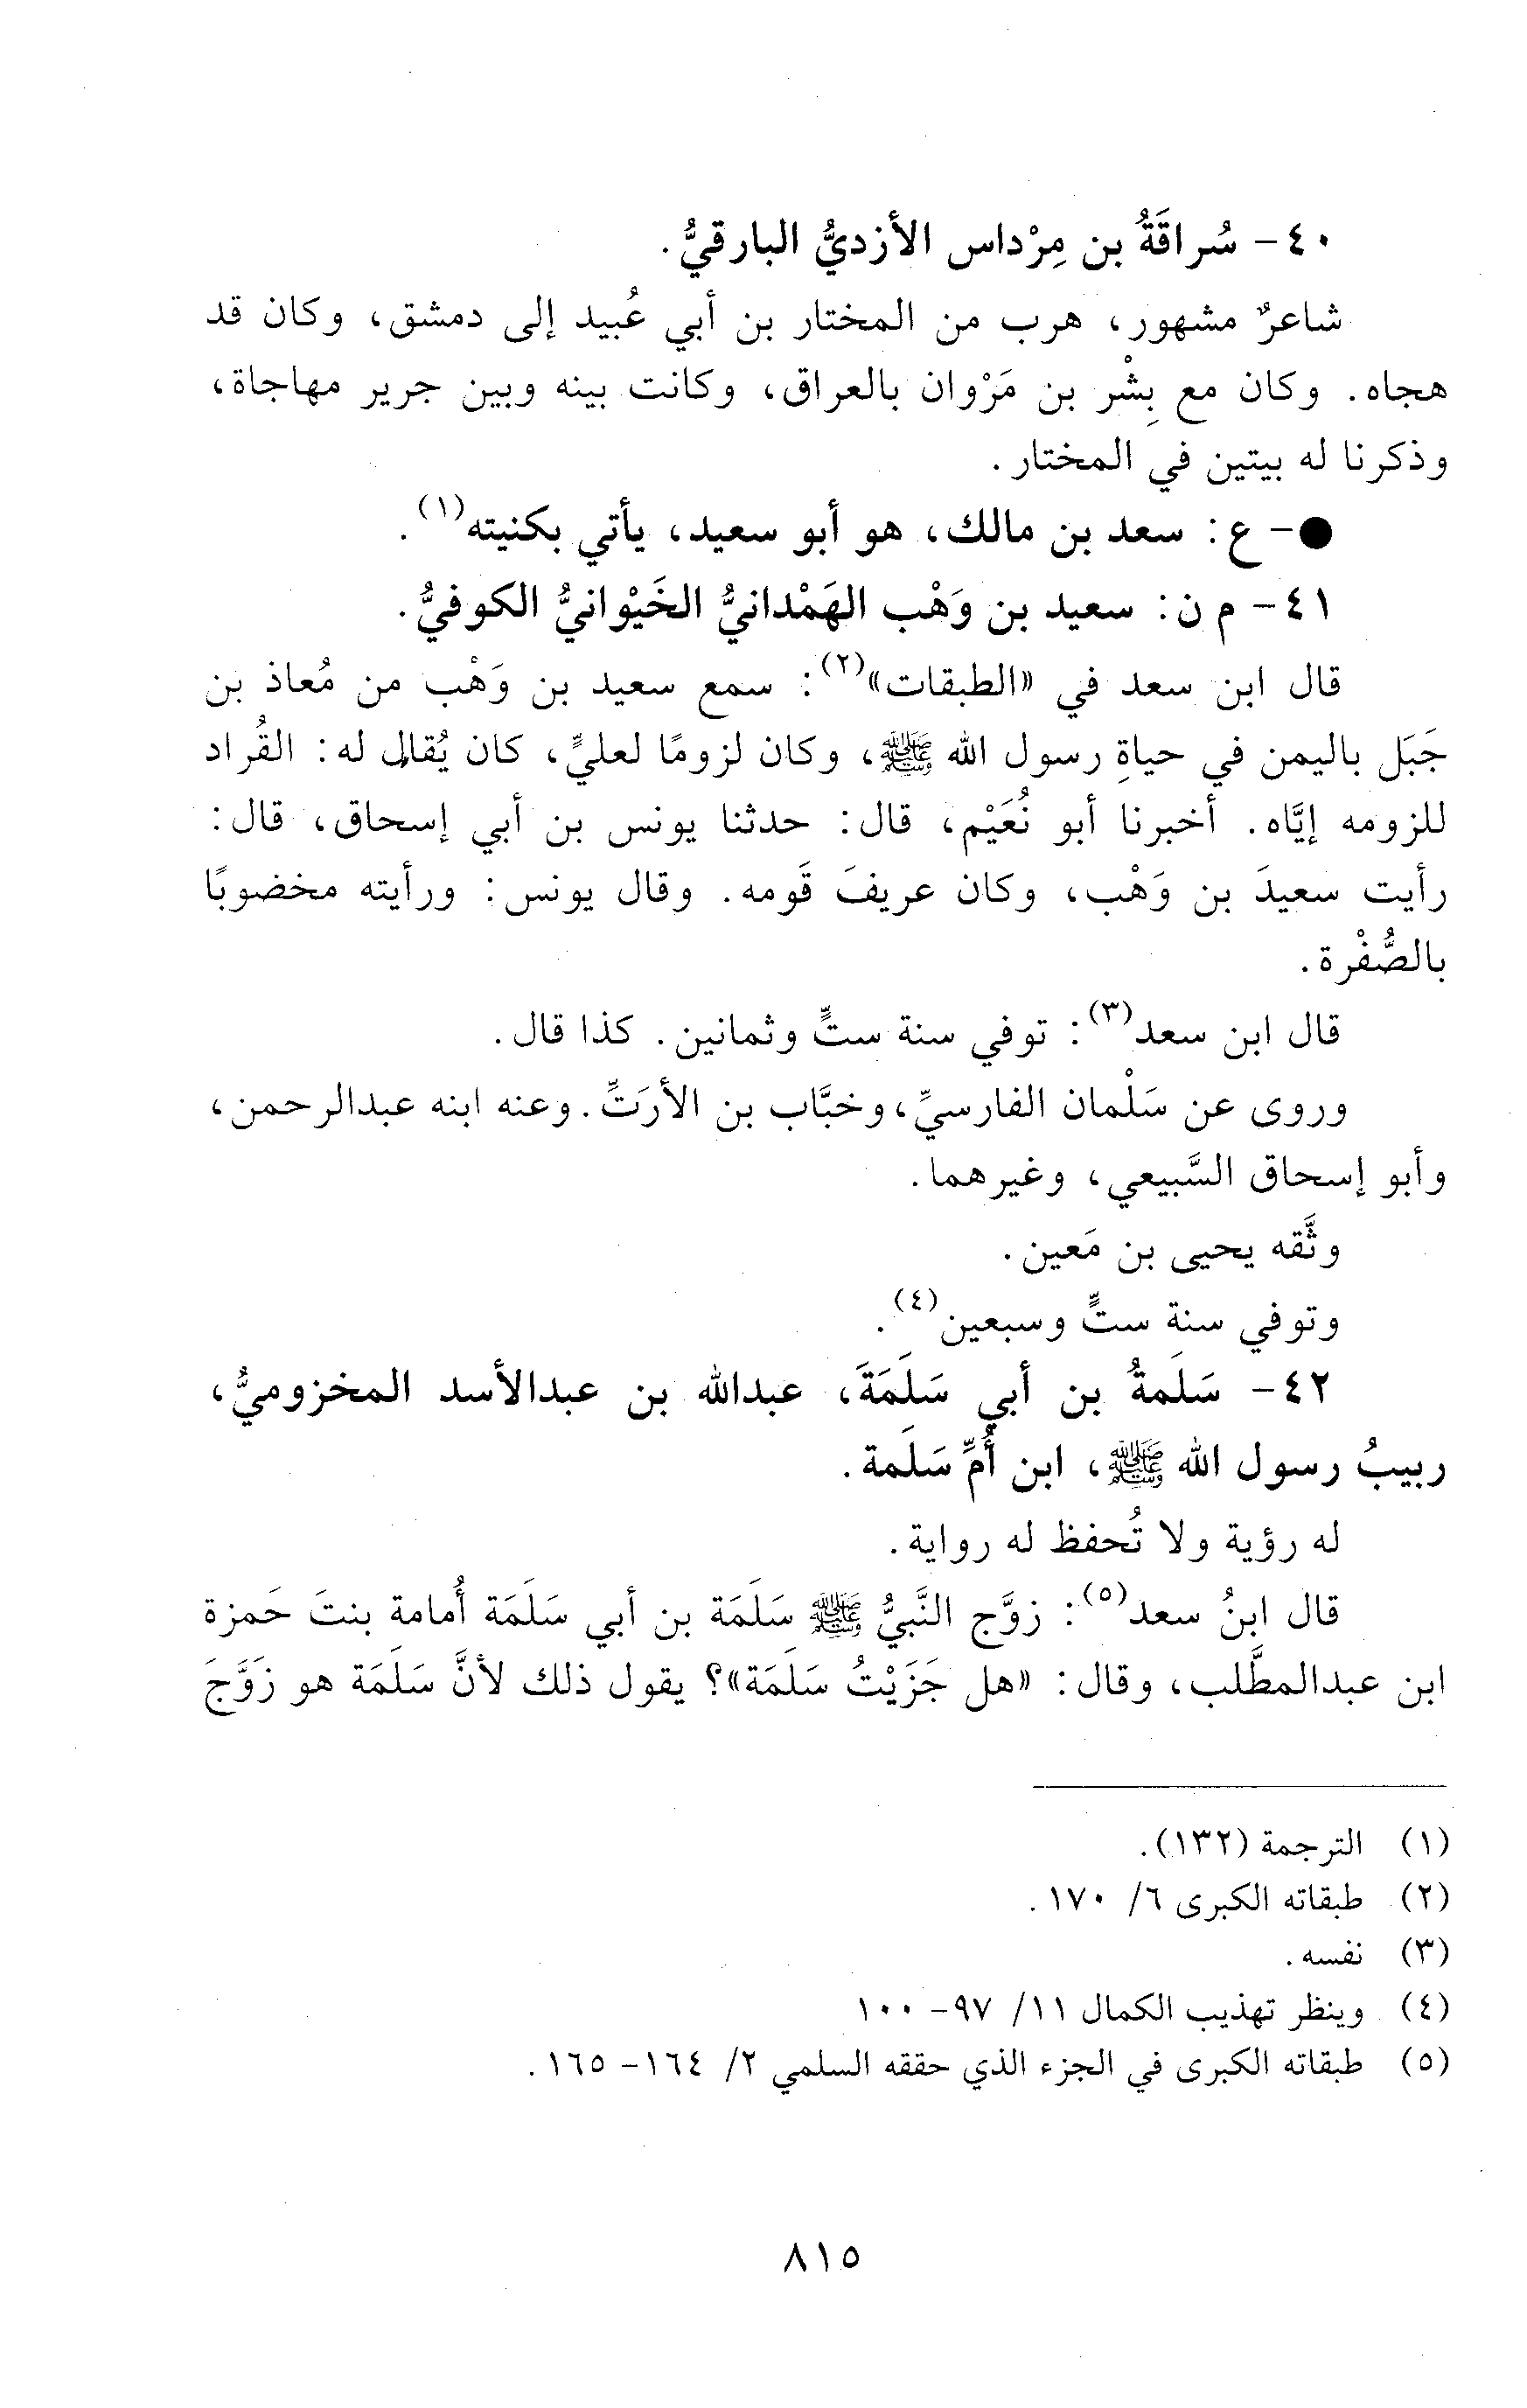 ٤٠- سُراقَةُ بن مِرْداس الأزديُّ البارقيُّ.
شاعرٌ مشهور، هرب من المختار بن أبي عُبيد إلى دمشق، وكان قد
هجاه. وكان مع بِشْر بن مَرْوان بالعراق، وكانت بينه وبين جرير مهاجاة،
وذكرنا له بيتين في المختار.
●- ع: سعد بن مالك، هو أبو سعيد، يأتي بكنيته(١).
٤١- م ن: سعيد بن وَهْب الهَمْدانيُّ الخَيْوانيُّ الكوفيُّ.
قال ابن سعد في «الطبقات»(٢): سمع سعيد بن وَهْب من مُعاذ بن
جَبَل باليمن في حياةِ رسول الله ﷺ، وكان لزومًا لعليٍّ، كان يُقال له: القُراد
للزومه إيَّاه. أخبرنا أبو نُعَيْم، قال: حدثنا يونس بن أبي إسحاق، قال:
رأيت سعيدَ بن وَهْب، وكان عريفَ قَومه. وقال يونس: ورأيته مخضوبًا
بالصُّفْرة.
قال ابن سعد(٣): توفي سنة ستٍّ وثمانين. كذا قال.
وروى عن سَلْمان الفارسيِّ، وخبَّاب بن الأرَتِّ. وعنه ابنه عبدالرحمن،
وأبو إسحاق السَّبيعي، وغيرهما.
وثَّقه يحيى بن مَعين.
وتوفي سنة ستٍّ وسبعين(٤).
٤٢- سَلَمةُ بن أبي سَلَمَةَ، عبدالله بن عبدالأسد المخزوميُّ،
ربيبُ رسول الله ﷺ، ابن أُمِّ سَلَمة.
له رؤية ولا تُحفظ له رواية.
قال ابنُ سعد(٥): زوَّج النَّبيُّ ﷺ سَلَمَة بن أبي سَلَمَة أُمامة بنتَ حَمزة
ابن عبدالمطَّلب، وقال: «هل جَزَيْتُ سَلَمَة»؟ يقول ذلك لأنَّ سَلَمَة هو زَوَّجَ
(١) الترجمة (١٣٢).
(٢) طبقاته الكبرى ٦/ ١٧٠.
(٣) نفسه.
(٤) وينظر تهذيب الكمال ١١/ ٩٧- ١٠٠
(٥) طبقاته الكبرى في الجزء الذي حققه السلمي ٢/ ١٦٤- ١٦٥.
٨١٥